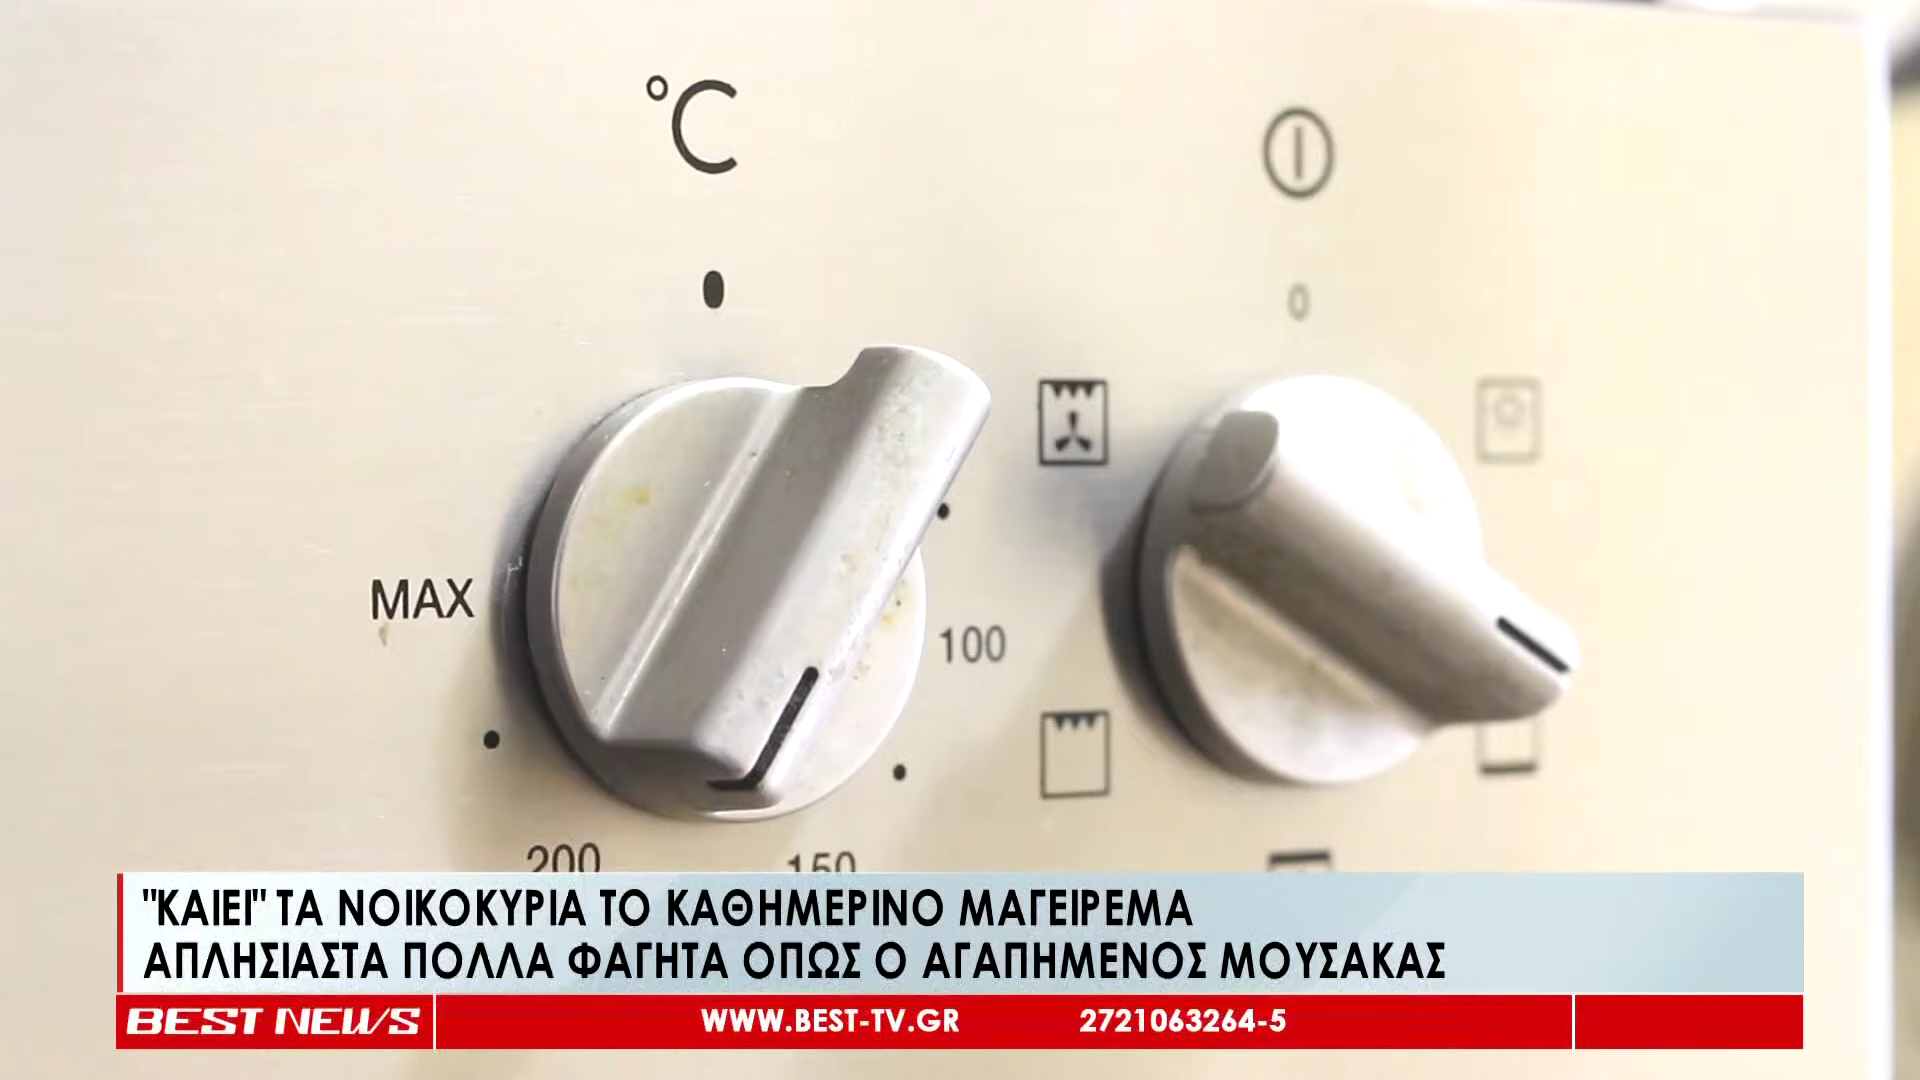 °C
0
MAX
100
200
150
"ΚΑΙΕΙ" ΤΑ ΝΟΙΚΟΚΥΡΙΑ ΤΟ ΚΑΘΗΜΕΡΙΝΟ ΜΑΓΕΙΡΕΜΑ
ΑΠΛΗΣΙΑΣΤΑ ΠΟΛΛΑ ΦΑΓΗΤΑ ΟΠΩΣ Ο ΑΓΑΠΗΜΕΝΟΣ ΜΟΥΣΑΚΑΣ
BEST NEWS WWW.BEST-TV.GR 2721063264-5